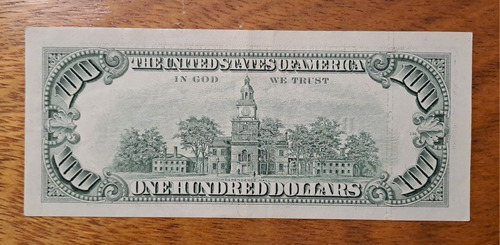 100 THE UNITED STATES OF AMERICA 100
IN GOD WE TRUST
100 ONE HUNDRED DOLLARS 100